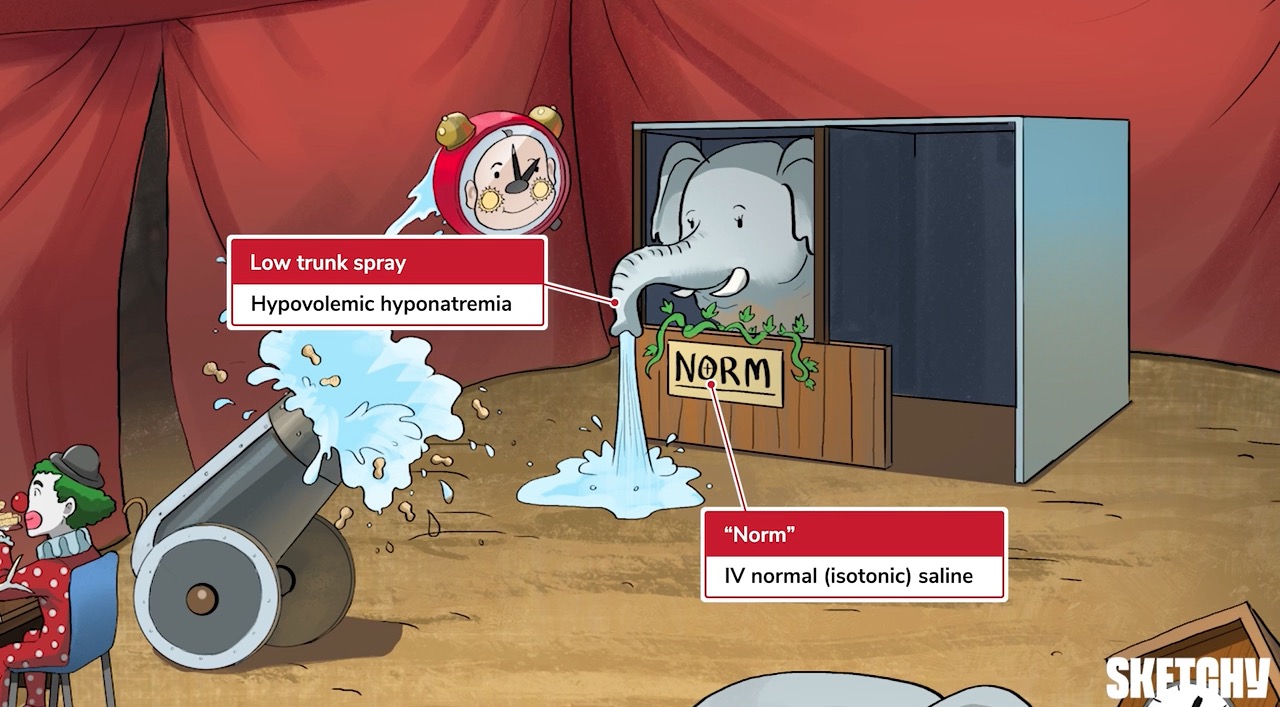 Low trunk spray
Hypovolemic hyponatremia
NORM
“Norm”
IV normal (isotonic) saline
SKETCHY